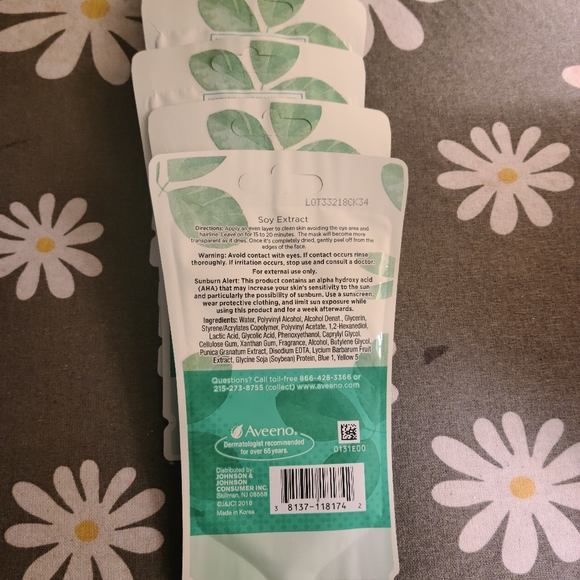 LOT33218CK34
Soy Extract
Directions: Apply an even layer to clean skin avoiding the eye area and
hairline. Leave on for 15 to 20 minutes. The mask will become more
transparent as it dries. Once it's completely dried, gently peel off from the
edges of the face.
Warning: Avoid contact with eyes. If contact occurs rinse
thoroughly. If irritation occurs, stop use and consult a doctor.
For external use only.
Sunburn Alert: This product contains an alpha hydroxy acid
(AHA) that may increase your skin's sensitivity to the sun
and particularly the possibility of sunburn. Use a sunscreen,
wear protective clothing, and limit sun exposure while
using this product and for a week afterwards.
Ingredients: Water, Polyvinyl Alcohol, Alcohol Denat., Glycerin,
Styrene/Acrylates Copolymer, Polyvinyl Acetate, 1,2-Hexanediol,
Lactic Acid, Glycolic Acid, Phenoxyethanol, Caprylyl Glycol,
Cellulose Gum, Xanthan Gum, Fragrance, Alcohol, Butylene Glycol,
Punica Granatum Extract, Disodium EDTA, Lycium Barbarum Fruit
Extract, Glycine Soja (Soybean) Protein, Blue 1, Yellow 5
Questions? Call toll-free 866-428-3366 or
215-273-8755 (collect) www.aveeno.com
Aveeno®
Dermatologist recommended
for over 65 years.
0131E00
Distributed by:
JOHNSON &
JOHNSON
CONSUMER INC.
Skillman, NJ 08558
©J&JCI 2018
Made in Korea
3 8137-118174 2